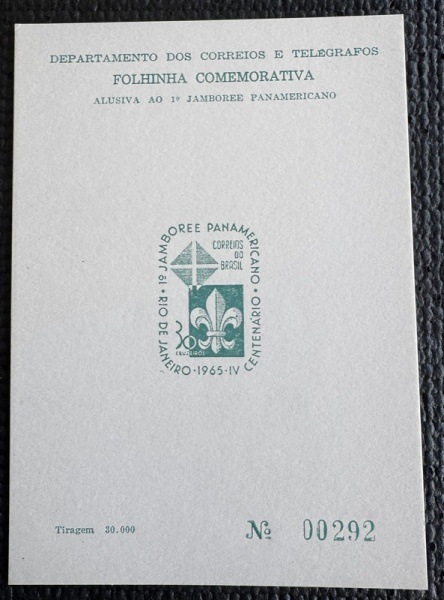 DEPARTAMENTO DOS CORREIOS E TELÉGRAFOS
FOLHINHA COMEMORATIVA
ALUSIVA AO 1º JAMBOREE PANAMERICANO
1º JAMBOREE PANAMERICANO
CORREIOS
DO
BRASIL
30
CRUZEIROS
RIO DE JANEIRO · 1965 · IV CENTENÁRIO
Tiragem 30.000
Nº 00292